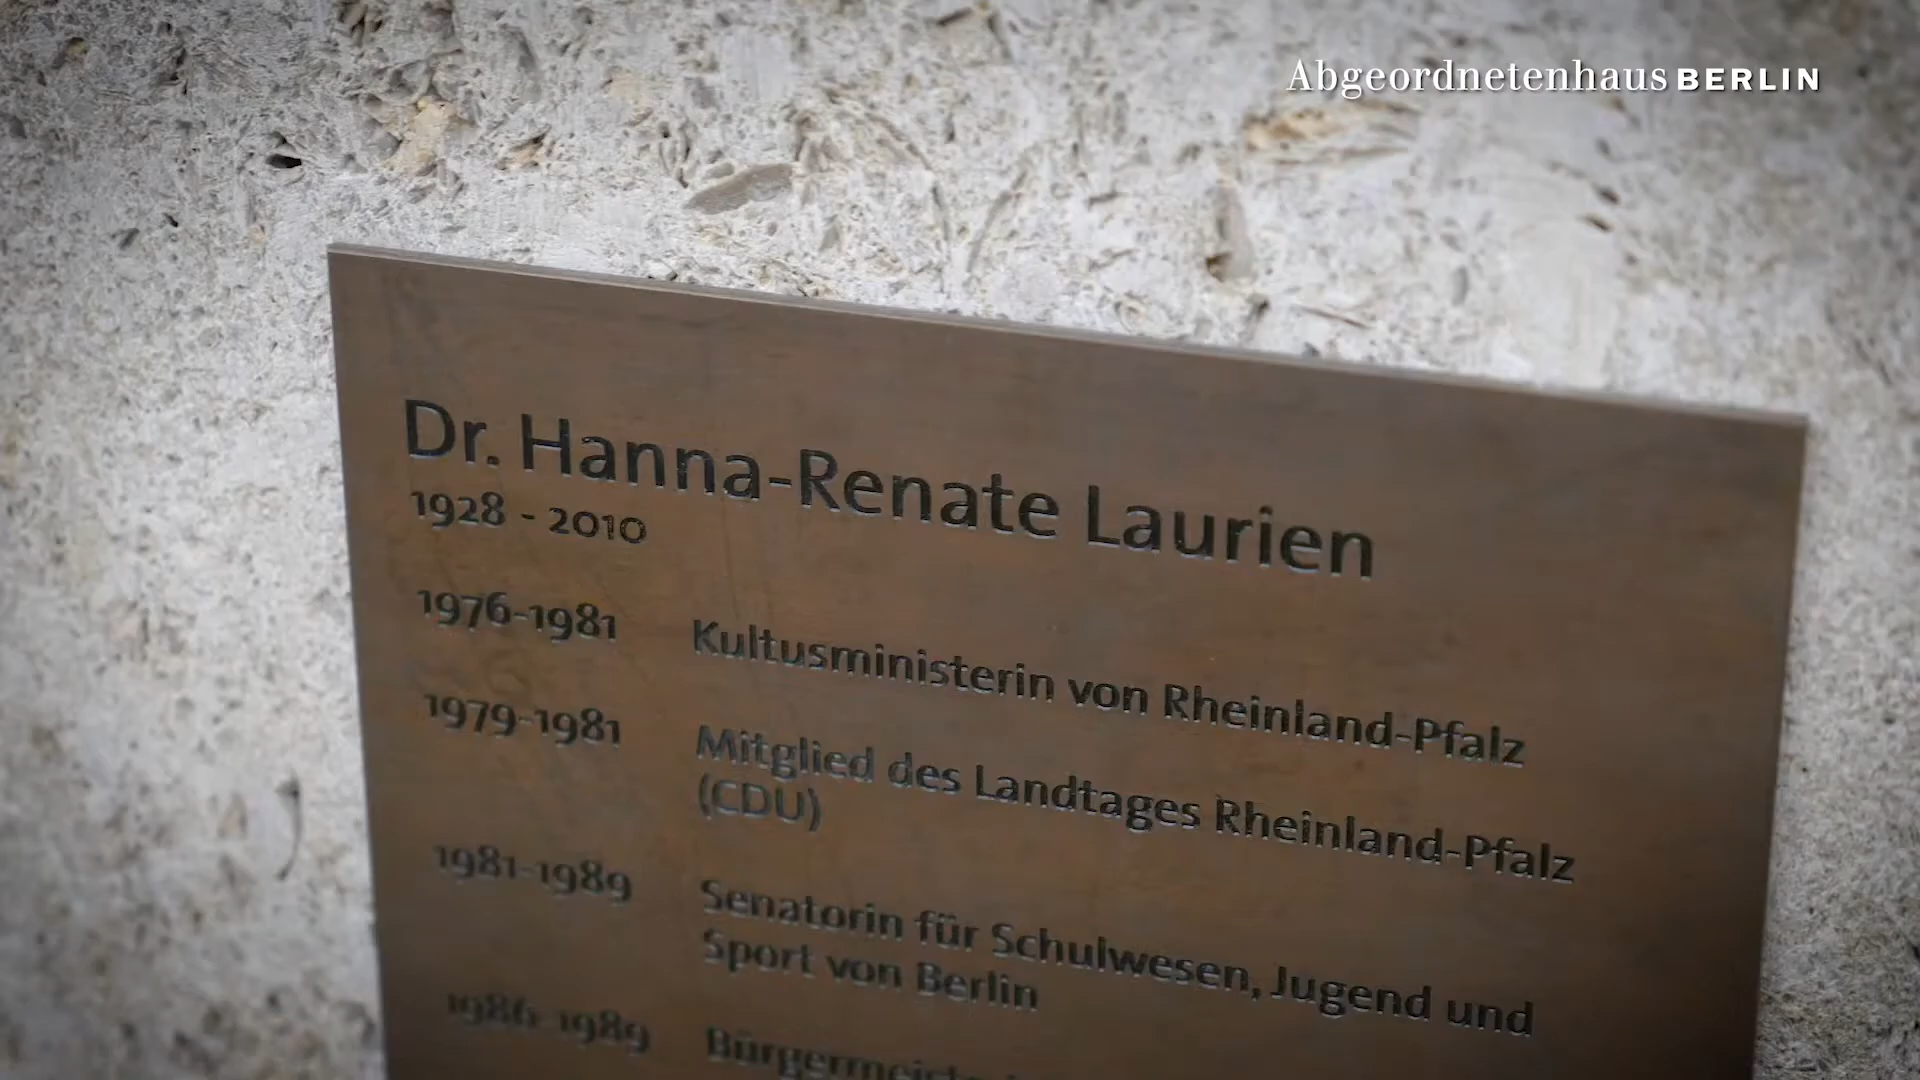 Abgeordnetenhaus BERLIN
Dr. Hanna-Renate Laurien
1928 - 2010
1976-1981 Kultusministerin von Rheinland-Pfalz
1979-1981 Mitglied des Landtages Rheinland-Pfalz
(CDU)
1981-1989 Senatorin für Schulwesen, Jugend und
Sport von Berlin
1986-1989